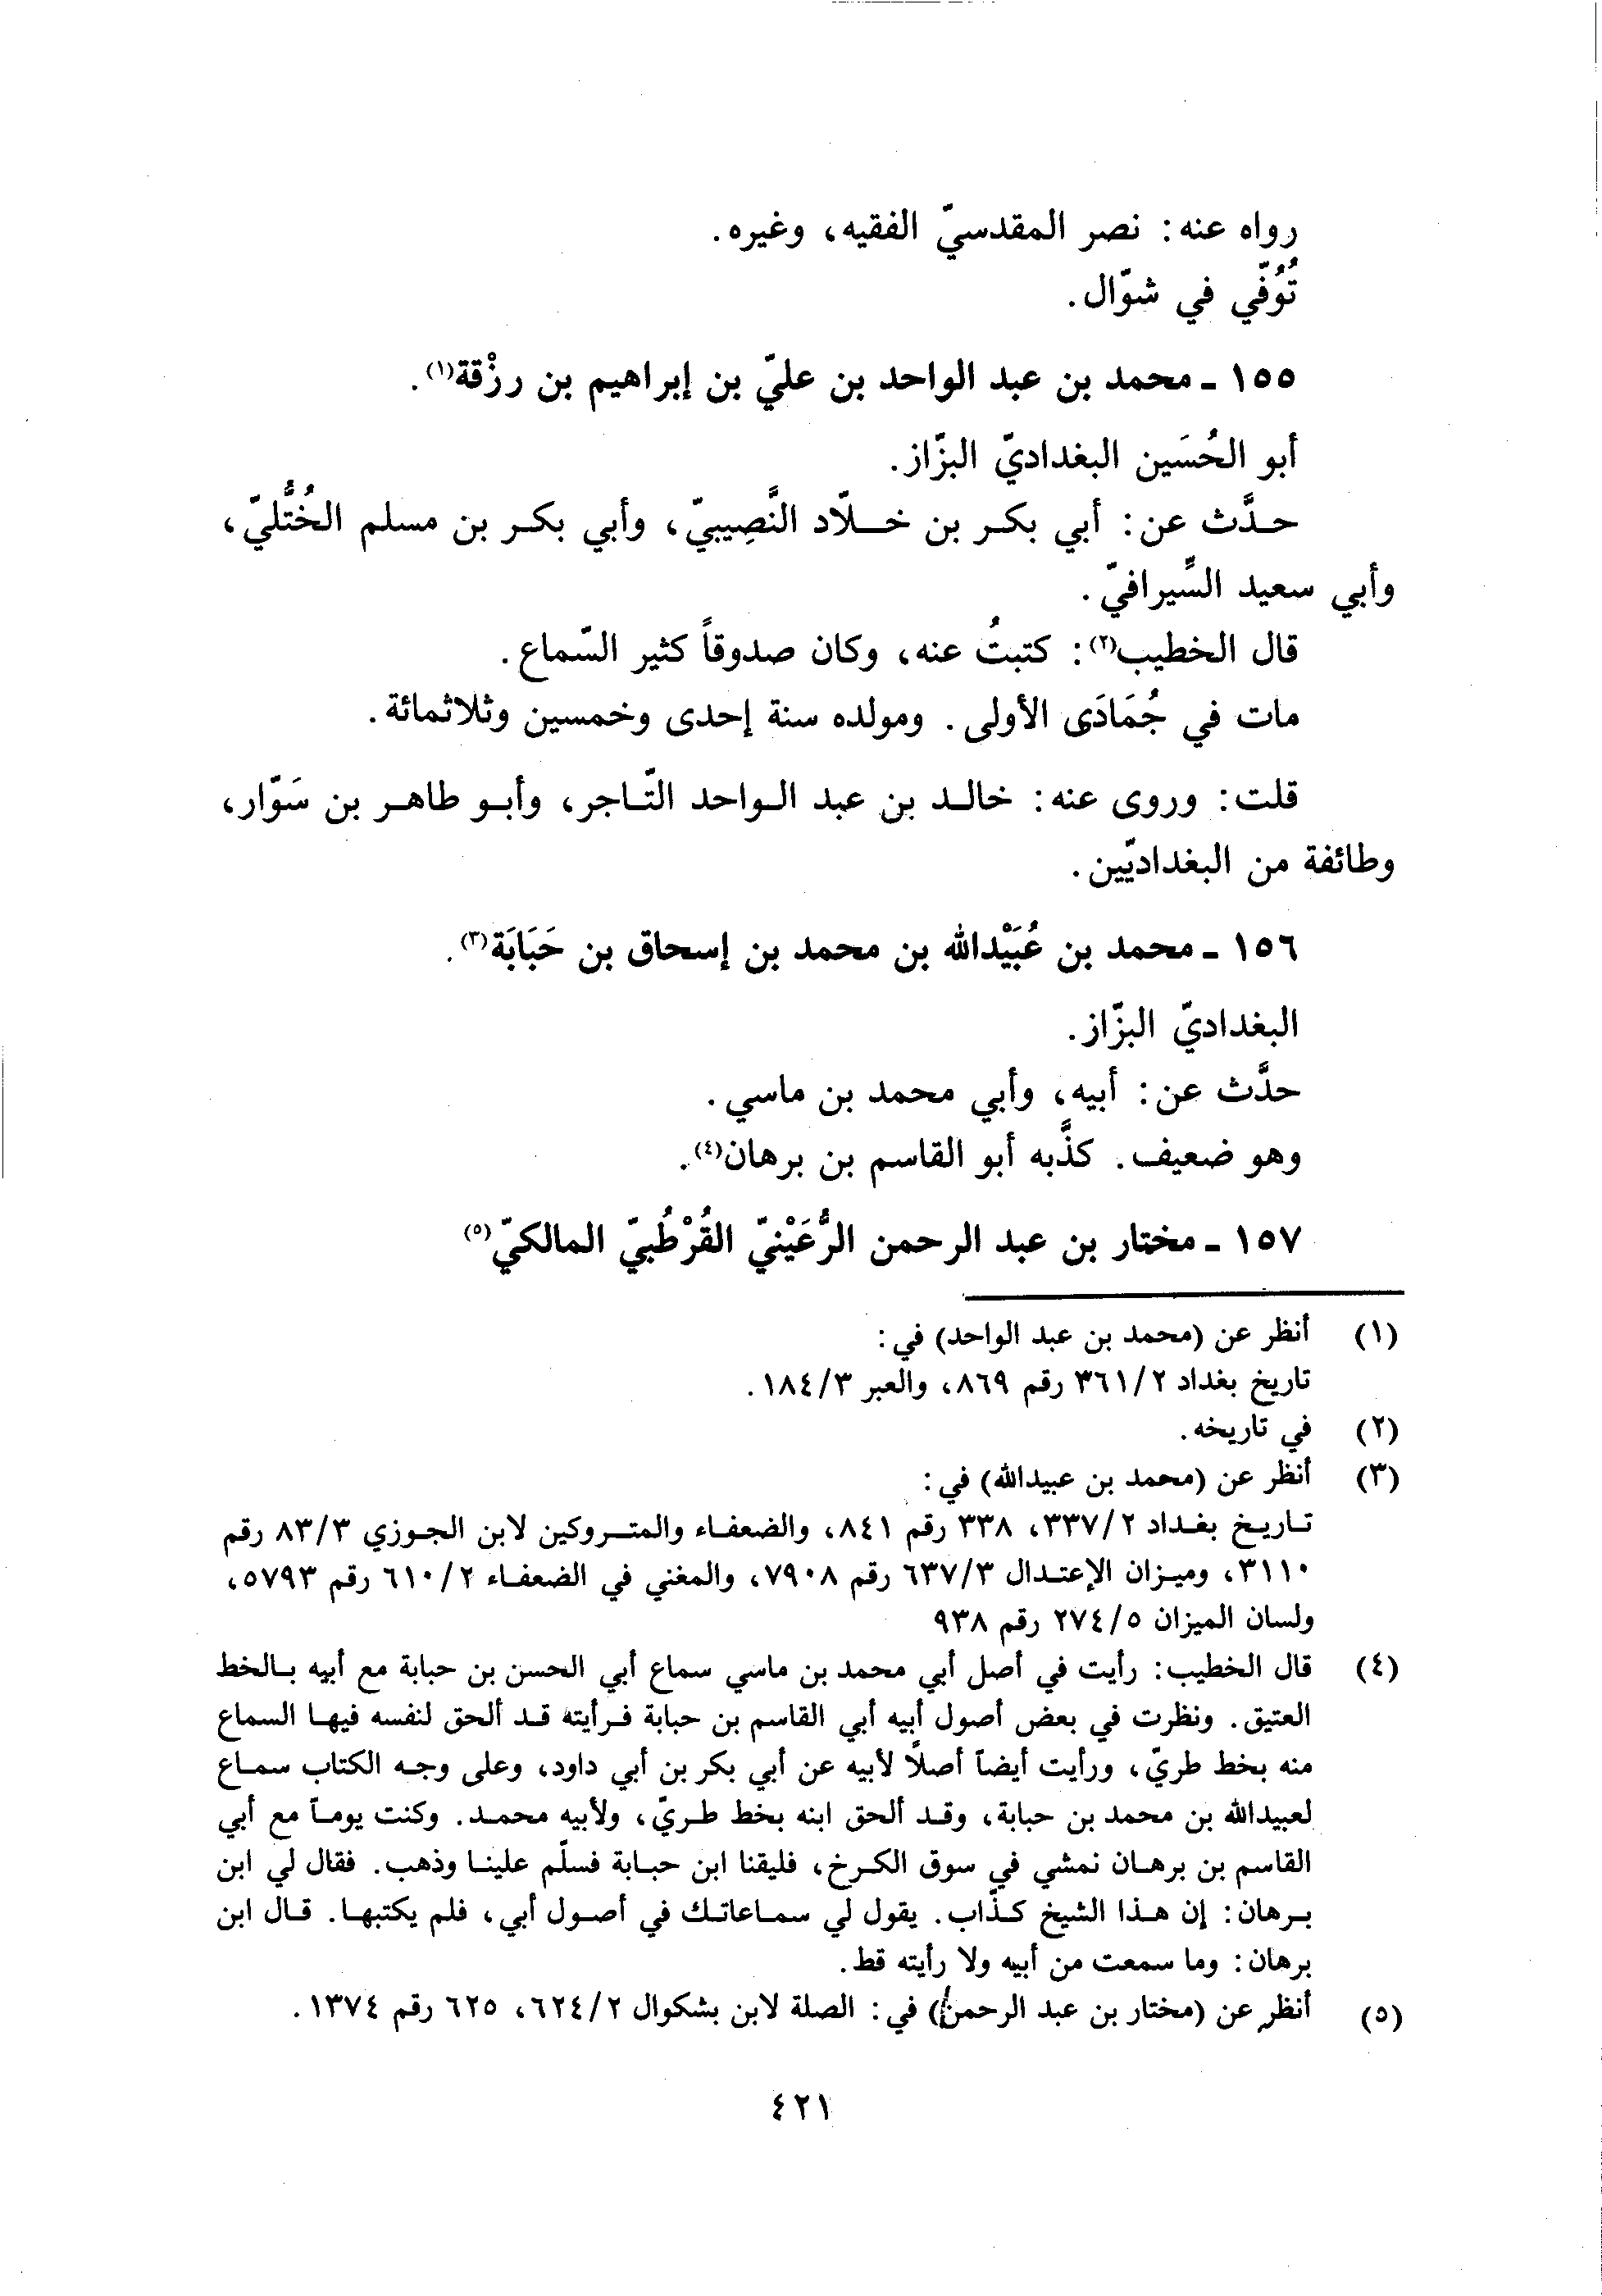 رواه عنه: نصر المقدسيّ الفقيه، وغيره.
تُوُفّي في شوّال.
١٥٥ - محمد بن عبد الواحد بن عليّ بن إبراهيم بن رزْقة(١).
أبو الحُسَين البغداديّ البزّاز.
حدَّث عن: أبي بكر بن خلّاد النَّصِيبيّ، وأبي بكر بن مسلم الخُتُّليّ،
وأبي سعيد السِّيرافيّ.
قال الخطيب(٢): كتبتُ عنه، وكان صدوقاً كثير السّماع.
مات في جُمَادَى الأولى. ومولده سنة إحدى وخمسين وثلاثمائة.
قلت: وروى عنه: خالد بن عبد الواحد التّاجر، وأبو طاهر بن سَوّار،
وطائفة من البغداديّين.
١٥٦ - محمد بن عُبَيْدالله بن محمد بن إسحاق بن حَبَابَة(٣).
البغداديّ البزّاز.
حدَّث عن: أبيه، وأبي محمد بن ماسي.
وهو ضعيف. كذَّبه أبو القاسم بن برهان(٤).
١٥٧ - مختار بن عبد الرحمن الرُّعَيْنيّ القُرْطُبيّ المالكيّ(٥)
(١) أنظر عن (محمد بن عبد الواحد) في:
تاريخ بغداد ٣٦١/٢ رقم ٨٦٩، والعبر ١٨٤/٣.
(٢) في تاريخه.
(٣) أنظر عن (محمد بن عبيدالله) في:
تاريخ بغداد ٣٣٧/٢، ٣٣٨ رقم ٨٤١، والضعفاء والمتروكين لابن الجوزي ٨٣/٣ رقم
٣١١٠، وميزان الإعتدال ٦٣٧/٣ رقم ٧٩٠٨، والمغني في الضعفاء ٦١٠/٢ رقم ٥٧٩٣،
ولسان الميزان ٢٧٤/٥ رقم ٩٣٨
(٤) قال الخطيب: رأيت في أصل أبي محمد بن ماسي سماع أبي الحسن بن حبابة مع أبيه بالخط
العتيق. ونظرت في بعض أصول أبيه أبي القاسم بن حبابة فرأيته قد ألحق لنفسه فيها السماع
منه بخط طريّ، ورأيت أيضاً أصلًا لأبيه عن أبي بكر بن أبي داود، وعلى وجه الكتاب سماع
لعبيدالله بن محمد بن حبابة، وقد ألحق ابنه بخط طريّ، ولأبيه محمد. وكنت يوماً مع أبي
القاسم بن برهان نمشي في سوق الكرخ، فليقنا ابن حبابة فسلّم علينا وذهب. فقال لي ابن
برهان: إن هذا الشيخ كذّاب. يقول لي سماعاتك في أصول أبي، فلم يكتبها. قال ابن
برهان: وما سمعت من أبيه ولا رأيته قط.
(٥) أنظر عن (مختار بن عبد الرحمن) في: الصلة لابن بشكوال ٦٢٤/٢، ٦٢٥ رقم ١٣٧٤.
٤٢١